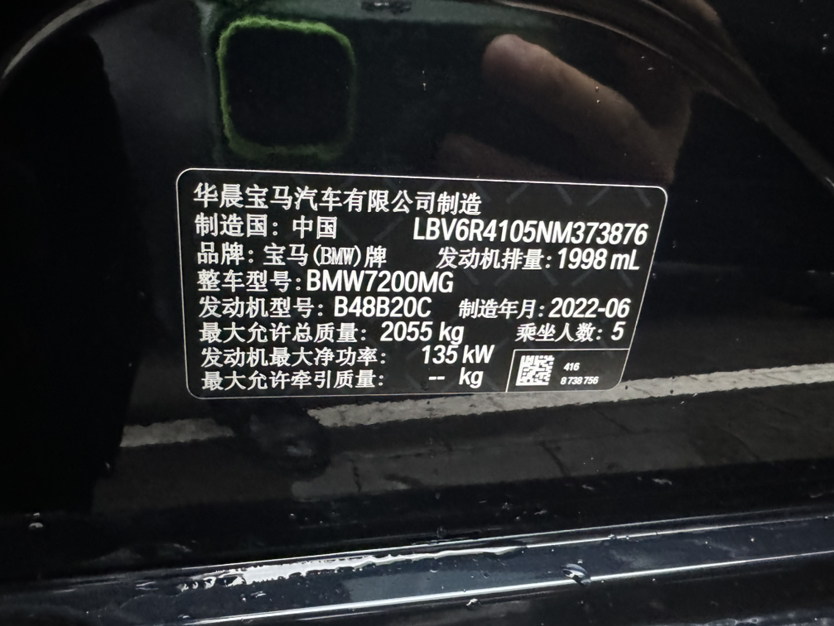 华晨宝马汽车有限公司制造
制造国：中国 LBV6R4105NM373876
品牌：宝马(BMW)牌 发动机排量：1998 mL
整车型号：BMW7200MG
发动机型号：B48B20C 制造年月：2022-06
最大允许总质量：2055 kg 乘坐人数：5
发动机最大净功率：135 kW
最大允许牵引质量：-- kg
416
8 738 756